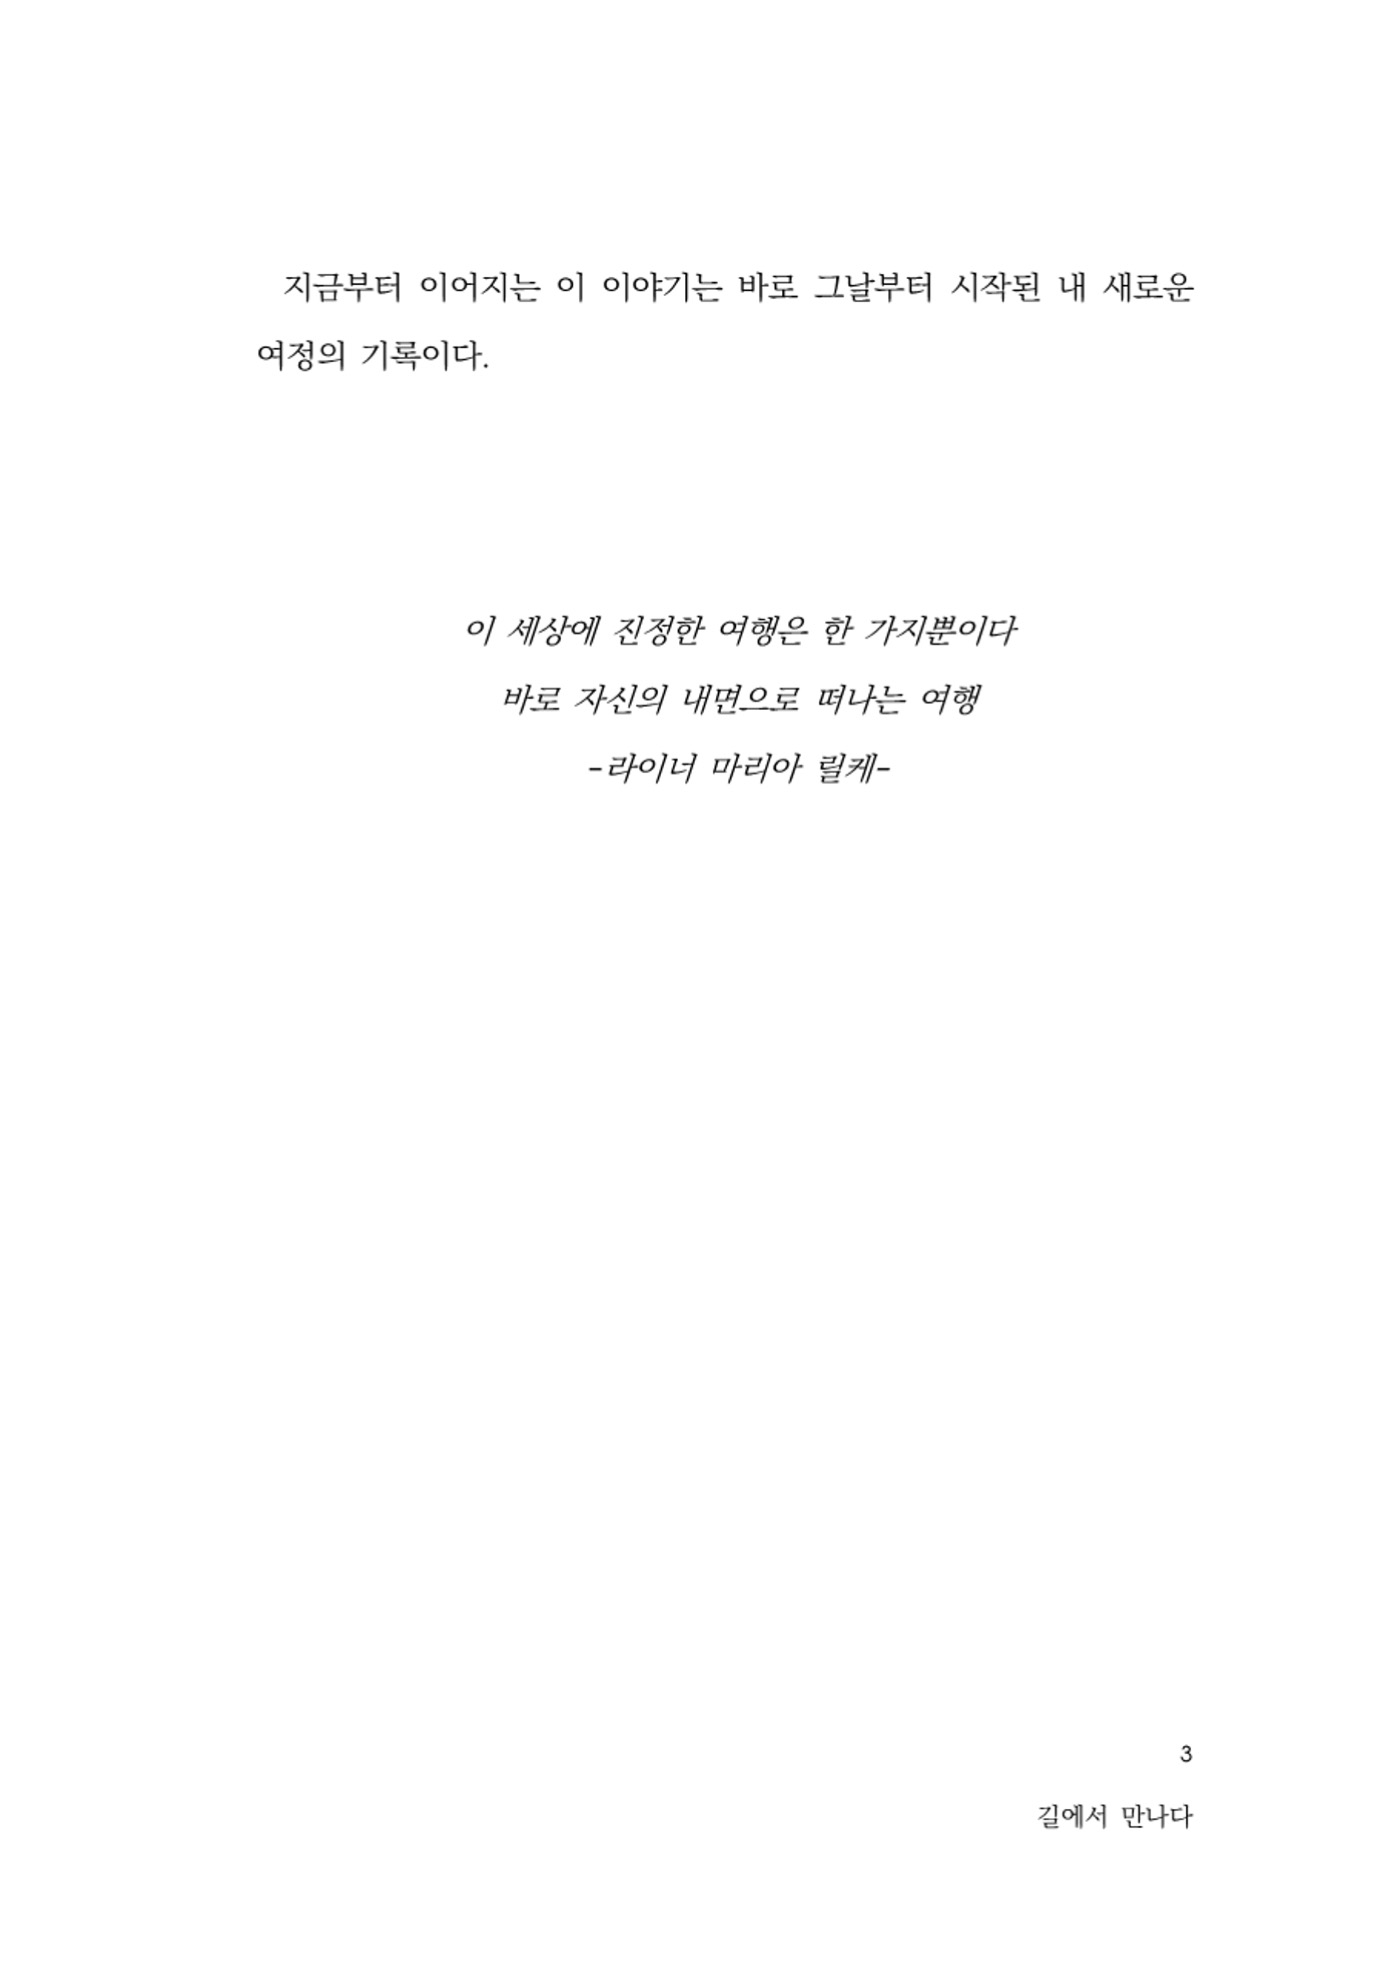 지금부터 이어지는 이 이야기는 바로 그날부터 시작된 내 새로운
여정의 기록이다.
이 세상에 진정한 여행은 한 가지뿐이다
바로 자신의 내면으로 떠나는 여행
-라이너 마리아 릴케-
3
길에서 만나다